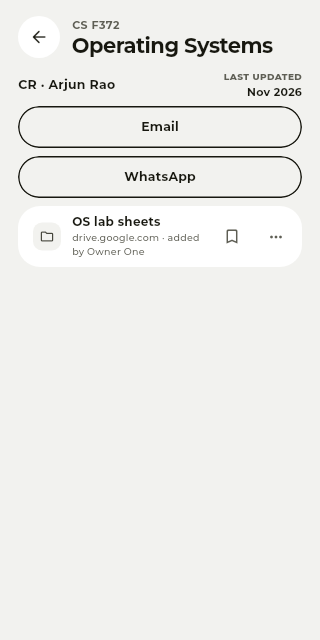 CS F372
Operating Systems
CR · Arjun Rao
LAST UPDATED
Nov 2026
Email
WhatsApp
OS lab sheets
drive.google.com · added
by Owner One